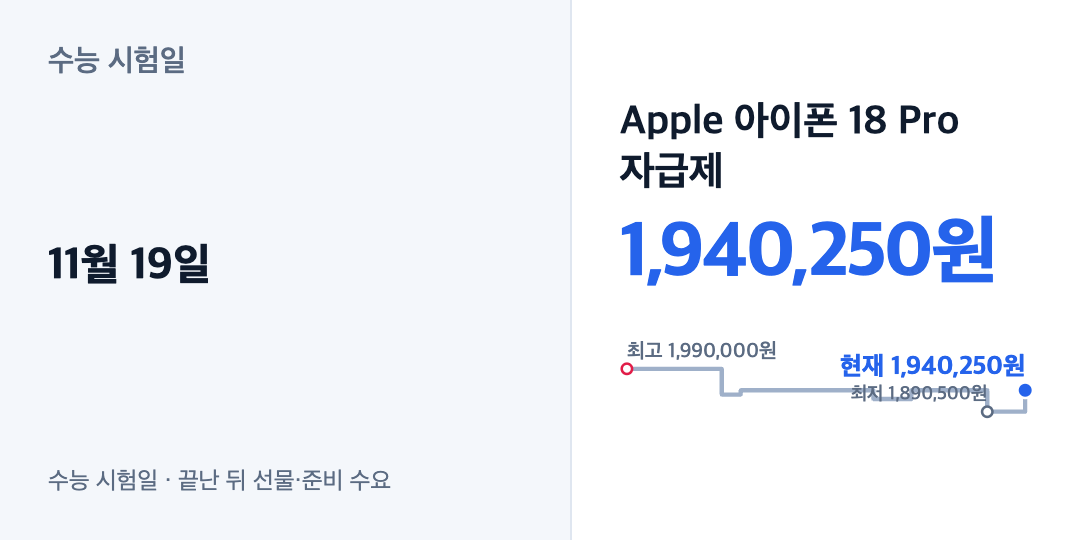 수능 시험일
11월 19일
수능 시험일 · 끝난 뒤 선물·준비 수요
Apple 아이폰 18 Pro
자급제
1,940,250원
최고 1,990,000원
현재 1,940,250원
최저 1,890,500원